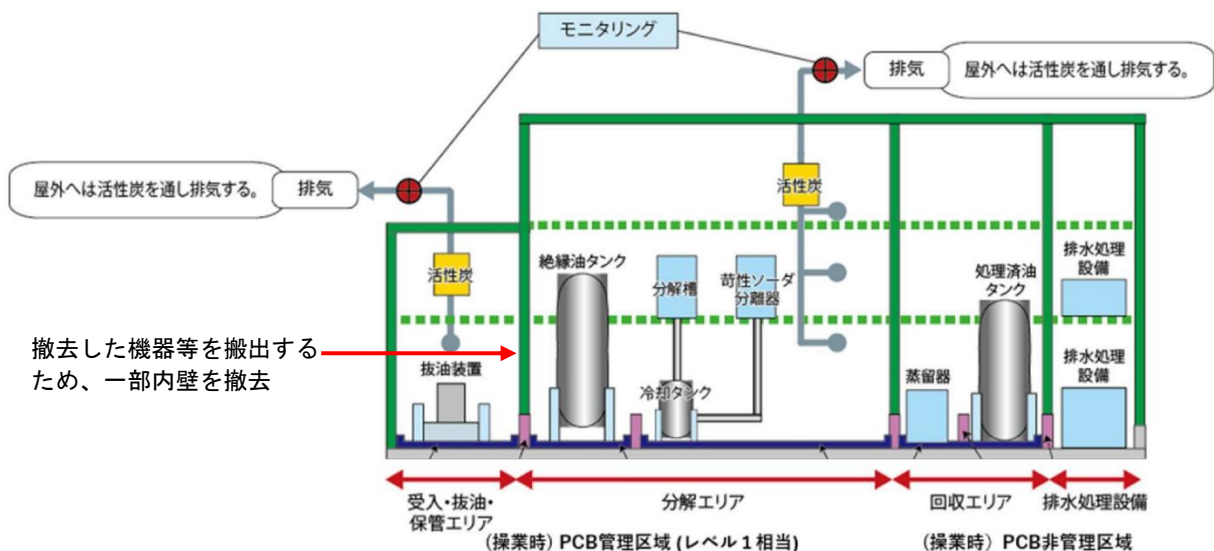 モニタリング
排気
屋外へは活性炭を通し排気する。
屋外へは活性炭を通し排気する。
排気
活性炭
活性炭
絶縁油タンク
分解槽
苛性ソーダ
分離器
処理済油
タンク
排水処理
設備
撤去した機器等を搬出する
ため、一部内壁を撤去
抜油装置
冷却タンク
蒸留器
排水処理
設備
受入・抜油・
保管エリア
分解エリア
回収エリア
排水処理設備
(操業時) PCB管理区域 (レベル1相当)
(操業時) PCB非管理区域